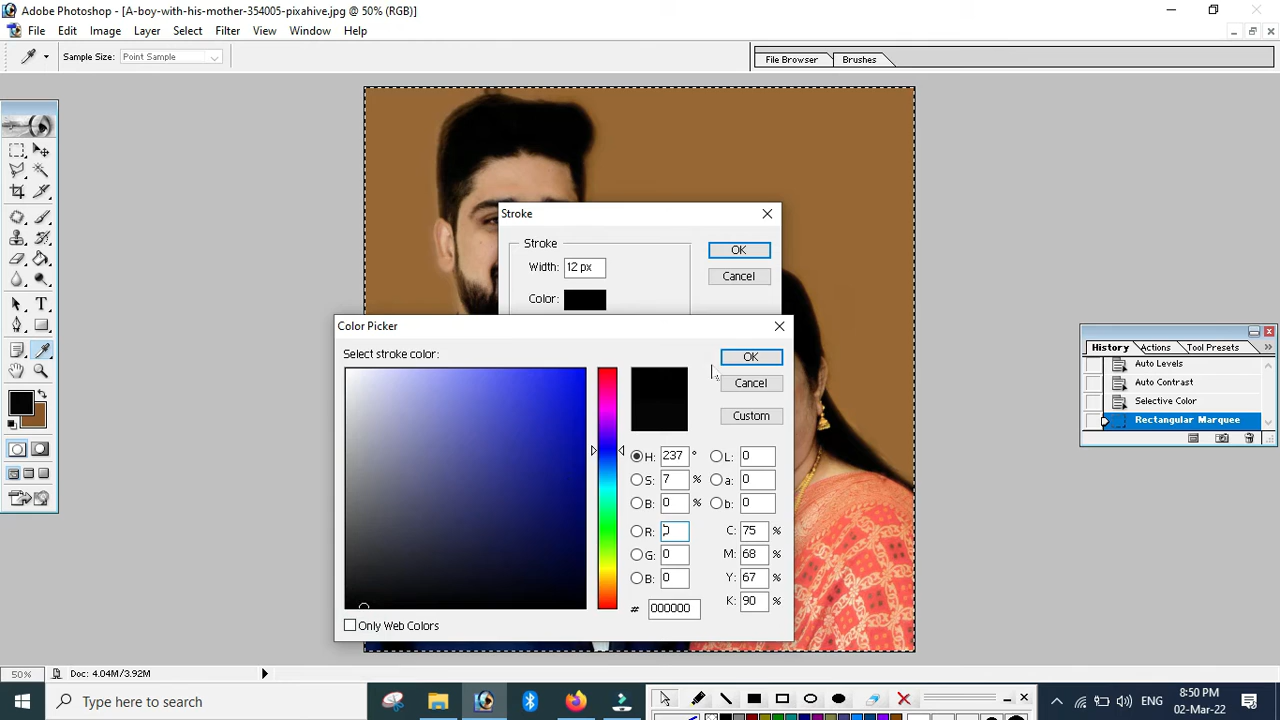 Adobe Photoshop - [A-boy-with-his-mother-354005-pixahive.jpg @ 50% (RGB)]
File Edit Image Layer Select Filter View Window Help
Sample Size: Point Sample
File Browser Brushes
Stroke
Stroke
OK
Width: 12 px
Cancel
Color:
Color Picker
Select stroke color:
OK
Cancel
Custom
H: 237 ° L: 0
S: 7 % a: 0
B: 0 % b: 0
R: 0 C: 75 %
G: 0 M: 68 %
B: 0 Y: 67 %
# 000000 K: 90 %
Only Web Colors
History Actions Tool Presets
Auto Levels
Auto Contrast
Selective Color
Rectangular Marquee
50% Doc: 4.04M/3.92M
Type here to search
ENG
8:50 PM
02-Mar-22